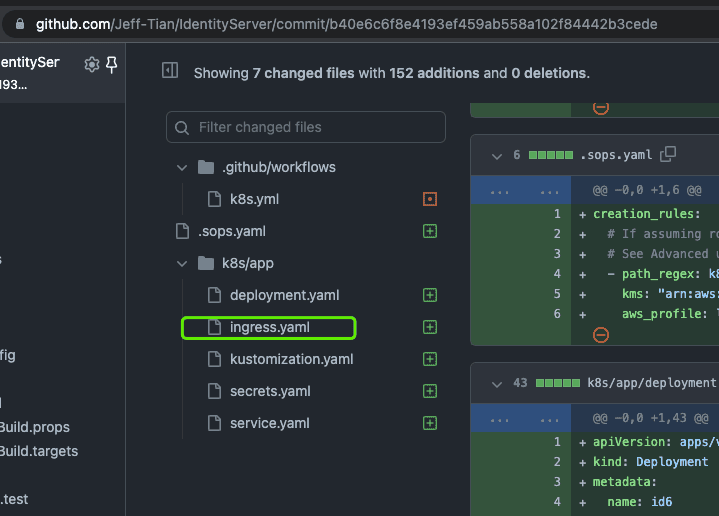 github.com/Jeff-Tian/IdentityServer/commit/b40e6c6f8e4193ef459ab558a102f84442b3cede
dentitySer
193...
fig
Build.props
Build.targets
.test
Showing 7 changed files with 152 additions and 0 deletions.
Filter changed files
.github/workflows
k8s.yml
.sops.yaml
k8s/app
deployment.yaml
ingress.yaml
kustomization.yaml
secrets.yaml
service.yaml
6 .sops.yaml
... ... @@ -0,0 +1,6 @@
1 + creation_rules:
2 + # If assuming ro
3 + # See Advanced u
4 + - path_regex: k8
5 + kms: "arn:aws:
6 + aws_profile: l
43 k8s/app/deployment
... ... @@ -0,0 +1,43 @@
1 + apiVersion: apps/v
2 + kind: Deployment
3 + metadata:
4 + name: id6